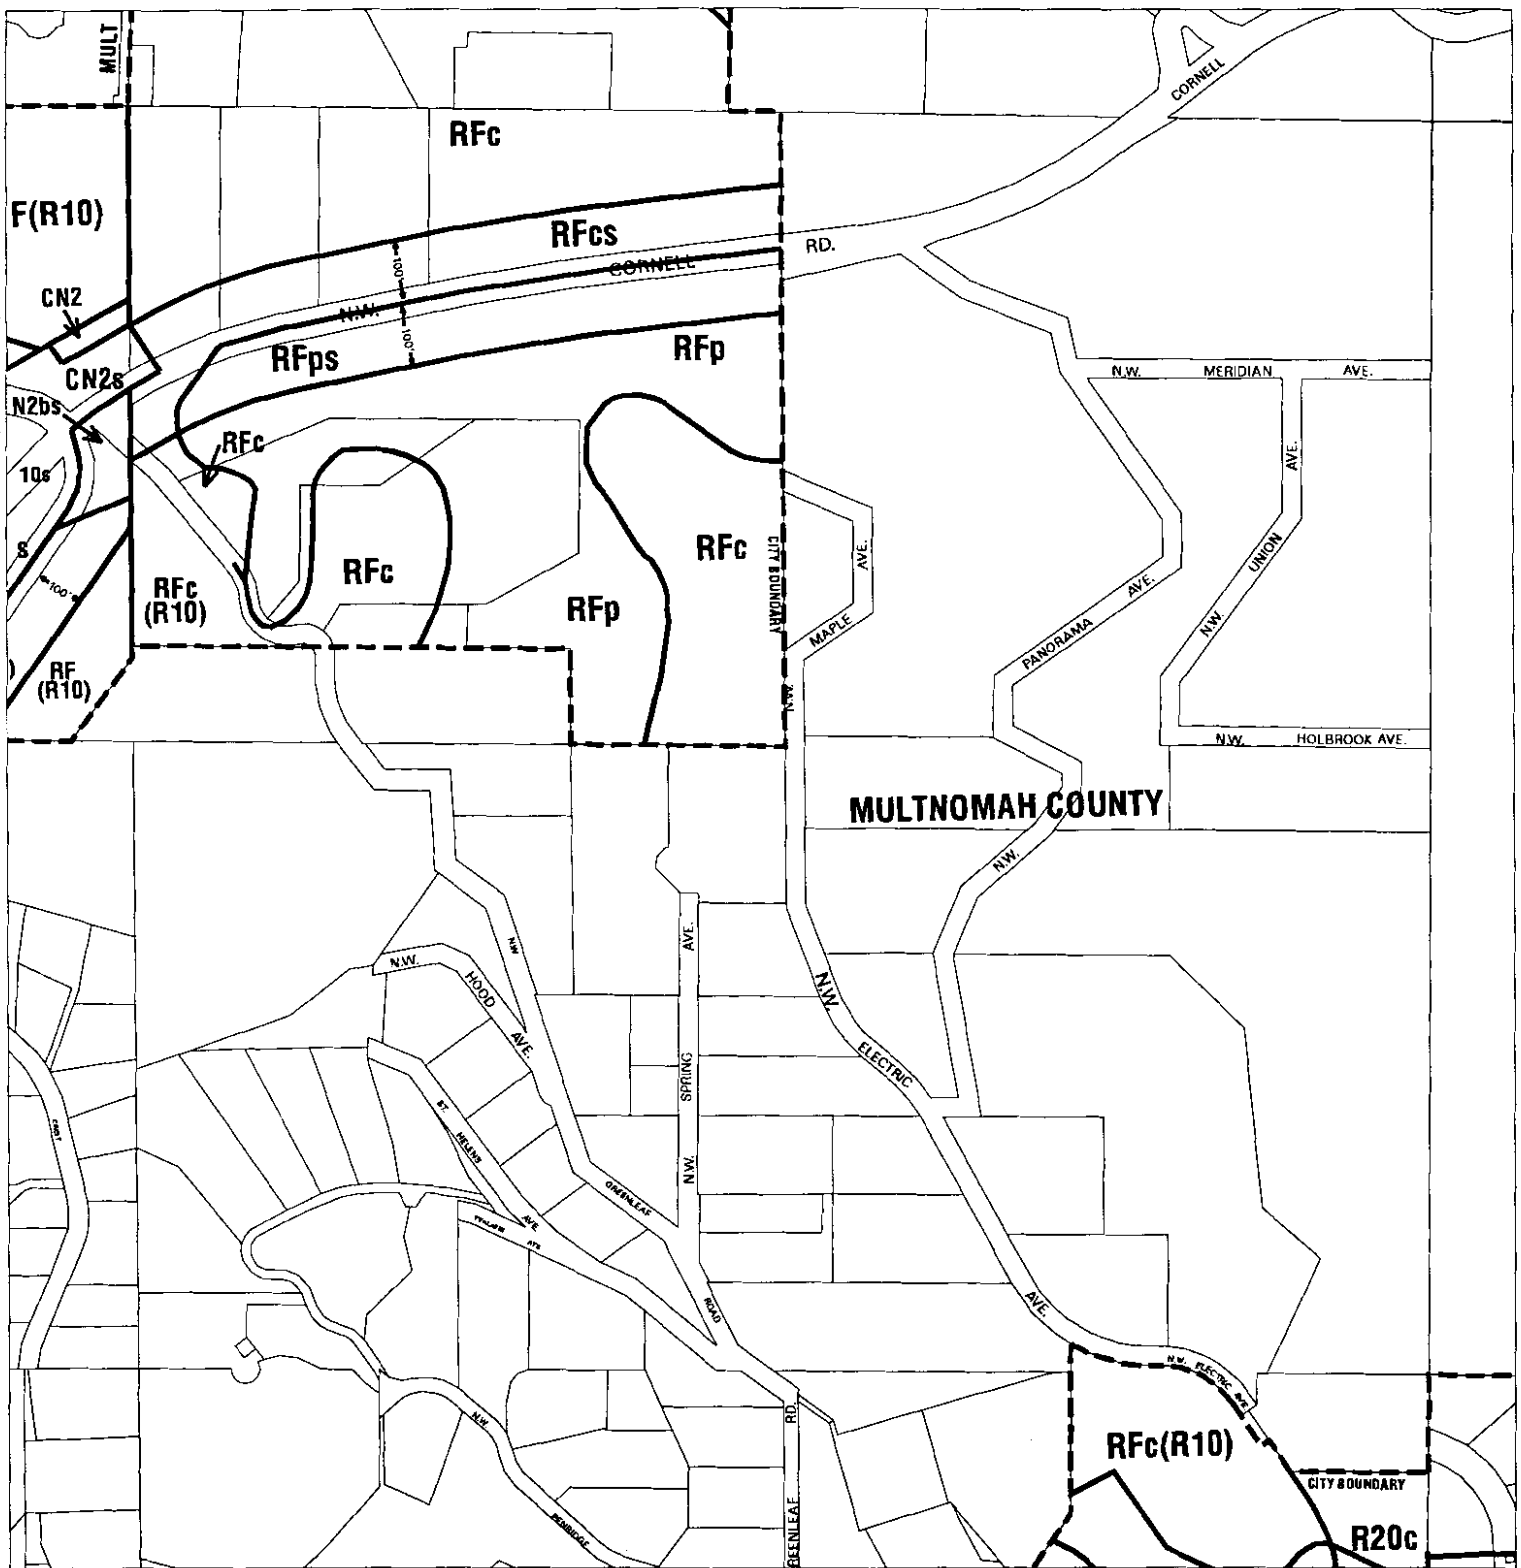 MULT
CORNELL
RFc
F(R10)
RFcs
RD.
CORNELL
100'
CN2
N.W.
100'
RFps
RFp
N.W. MERIDIAN AVE.
CN2s
N2bs
RFc
AVE.
10s
RFc
CITY BOUNDARY
AVE.
UNION
S
RFc
100'
RFc
(R10)
RFp
AVE.
N.W.
MAPLE
PANORAMA
)
RF
(R10)
N.W.
N.W. HOLBROOK AVE.
MULTNOMAH COUNTY
N.W.
AVE.
N.W.
N.W.
HOOD
N.W.
AVE.
ELECTRIC
SPRING
ST.
HELENS
N.W.
GREENLEAF
AVE.
AVE
ROAD
AVE.
N.W. ELECTRIC AVE
RD.
N.W.
RFc(R10)
CITY BOUNDARY
PENRIDGE
REENLEAF
R20c